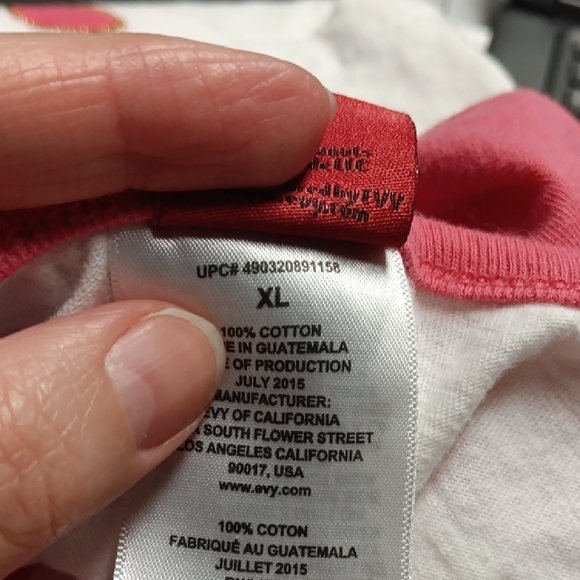 UPC# 490320891158
XL
100% COTTON
E IN GUATEMALA
E OF PRODUCTION
JULY 2015
MANUFACTURER:
EVY OF CALIFORNIA
A SOUTH FLOWER STREET
LOS ANGELES CALIFORNIA
90017, USA
www.evy.com
100% COTON
FABRIQUÉ AU GUATEMALA
JUILLET 2015